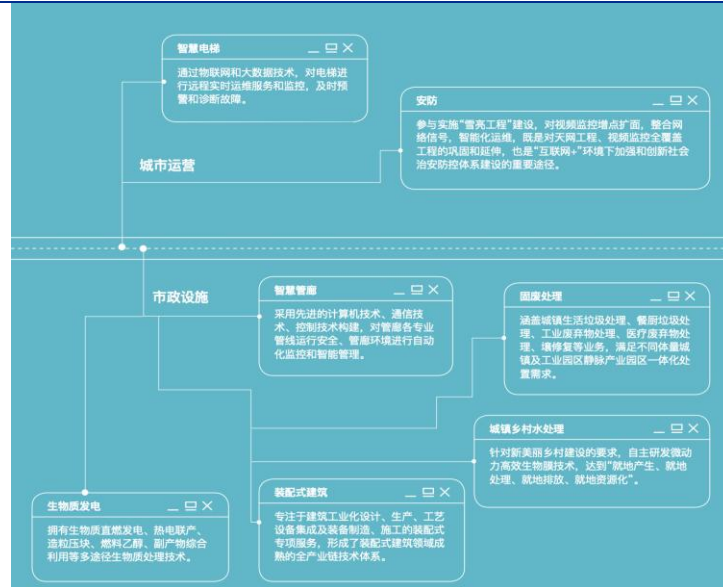 智慧电梯
通过物联网和大数据技术，对电梯进
行远程实时运维服务和监控，及时预
警和诊断故障。
安防
参与实施“雪亮工程”建设，对视频监控增点扩面，整合网
络信号，智能化运维，既是对天网工程、视频监控全覆盖
工程的巩固和延伸，也是“互联网+”环境下加强和创新社会
治安防控体系建设的重要途径。
城市运营
市政设施
智慧管廊
采用先进的计算机技术、通信技
术、控制技术构建，对管廊各专业
管线运行安全、管廊环境进行自动
化监控和智能管理。
固废处理
涵盖城镇生活垃圾处理、餐厨垃圾处
理、工业废弃物处理、医疗废弃物处
理、壤修复等业务，满足不同体量城
镇及工业园区静脉产业园区一体化处
置需求。
城镇乡村水处理
针对新美丽乡村建设的要求，自主研发微动
力高效生物膜技术，达到“就地产生、就地
处理、就地排放、就地资源化”。
生物质发电
拥有生物质直燃发电、热电联产、
造粒压块、燃料乙醇、副产物综合
利用等多途径生物质处理技术。
装配式建筑
专注于建筑工业化设计、生产、工艺
设备集成及装备制造、施工的装配式
专项服务，形成了装配式建筑领域成
熟的全产业链技术体系。